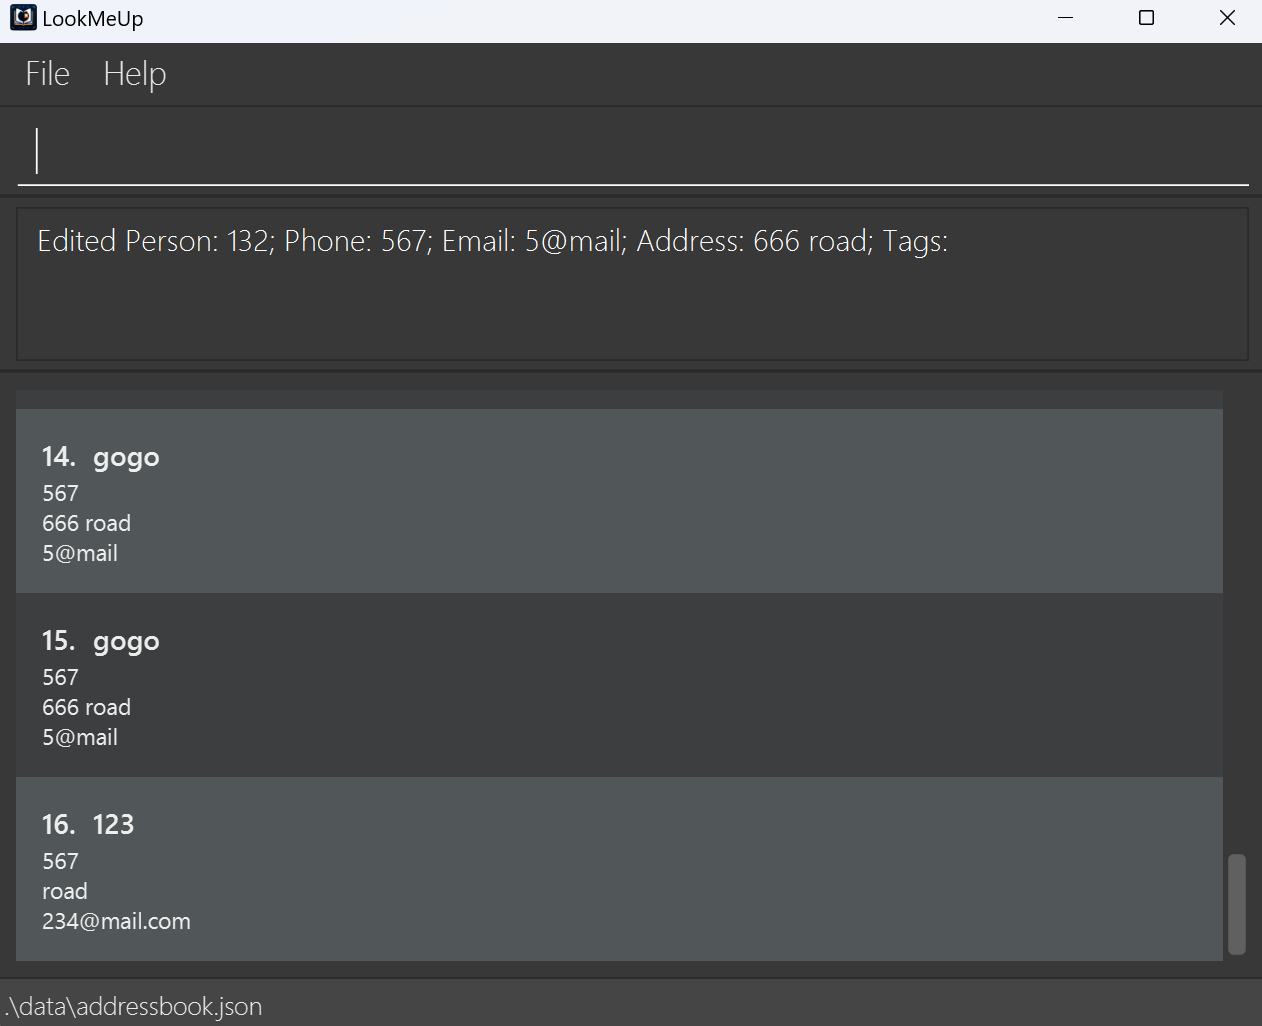 LookMeUp
File Help
Edited Person: 132; Phone: 567; Email: 5@mail; Address: 666 road; Tags:
14. gogo
567
666 road
5@mail
15. gogo
567
666 road
5@mail
16. 123
567
road
234@mail.com
.\data\addressbook.json